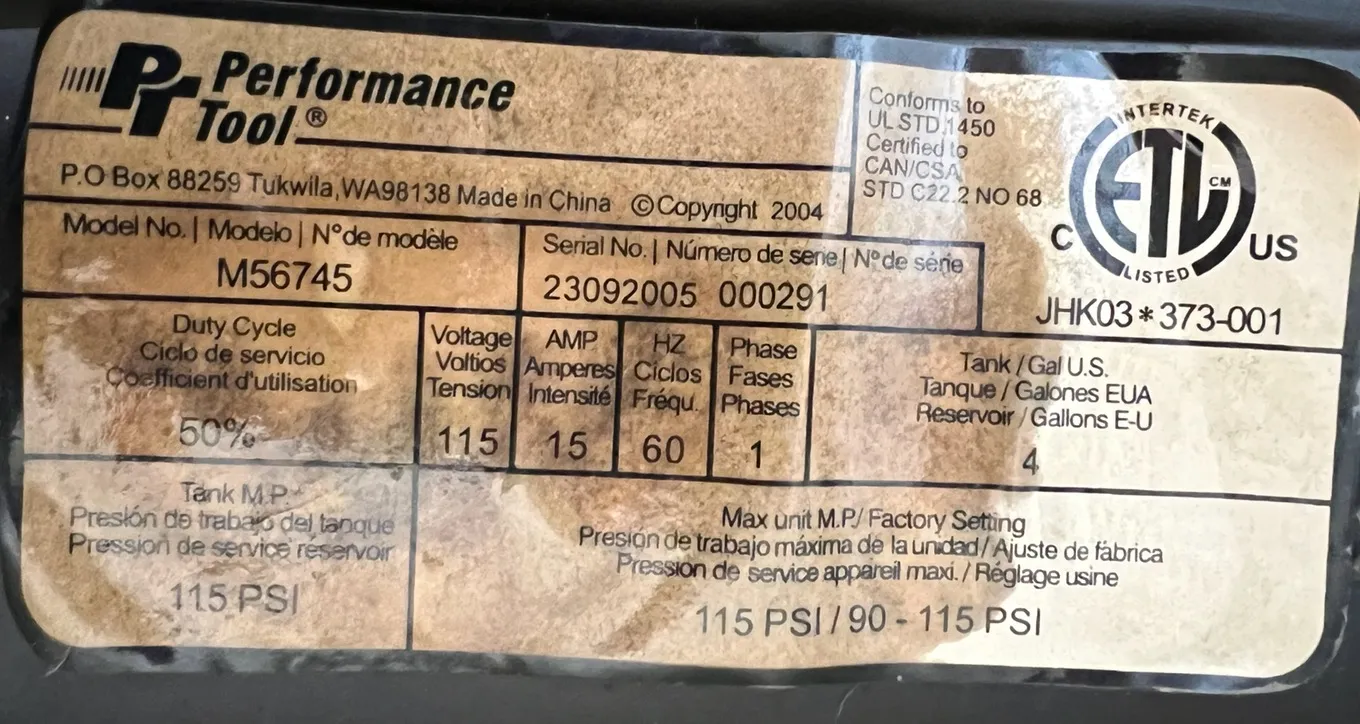 PT Performance
Tool®
P.O Box 88259 Tukwila,WA98138 Made in China ©Copyright 2004
Conforms to
UL STD.1450
Certified to
CAN/CSA
STD C22.2 NO 68
INTERTEK
ETL CM
LISTED
C US
JHK03*373-001
Model No. | Modelo | N°de modèle
M56745
Serial No. | Número de serie | N° de série
23092005 000291
Duty Cycle
Ciclo de servicio
Coefficient d'utilisation
50%
Voltage
Voltios
Tension
115
AMP
Amperes
Intensité
15
HZ
Ciclos
Fréqu.
60
Phase
Fases
Phases
1
Tank / Gal U.S.
Tanque / Galones EUA
Reservoir / Gallons E-U
4
Tank M.P.
Presión de trabajo del tanque
Pression de service réservoir
115 PSI
Max unit M.P./ Factory Setting
Presión de trabajo máxima de la unidad / Ajuste de fábrica
Pression de service appareil maxi. / Réglage usine
115 PSI / 90 - 115 PSI